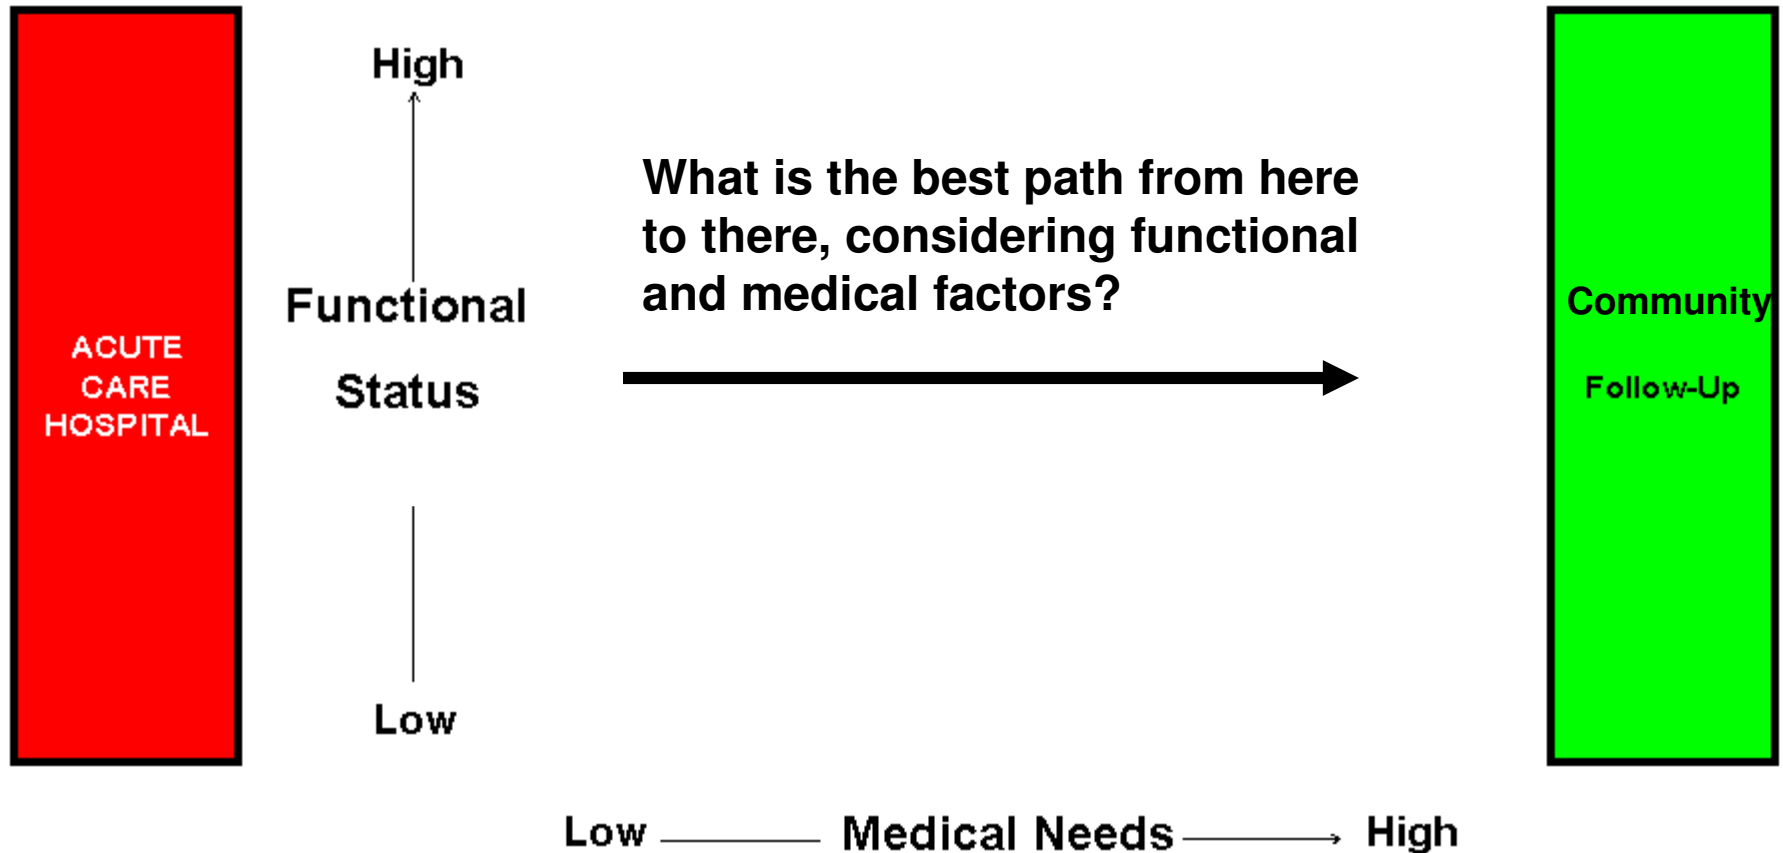 ACUTE
CARE
HOSPITAL
High
Functional
Status
Low
What is the best path from here
to there, considering functional
and medical factors?
Community
Follow-Up
Low
Medical Needs
High